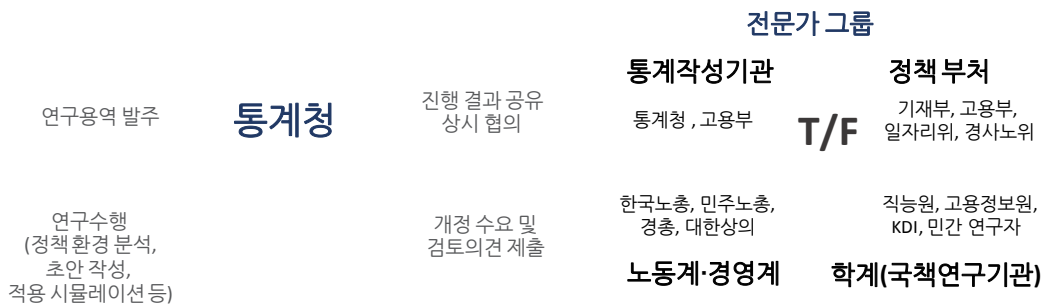 전문가 그룹
통계작성기관
정책 부처
연구용역 발주
통계청
진행 결과 공유
상시 협의
통계청 , 고용부
T/F
기재부, 고용부,
일자리위, 경사노위
연구수행
(정책환경 분석,
초안 작성,
적용 시뮬레이션 등)
개정 수요 및
검토의견 제출
한국노총, 민주노총,
경총, 대한상의
직능원, 고용정보원,
KDI, 민간 연구자
노동계·경영계
학계(국책연구기관)